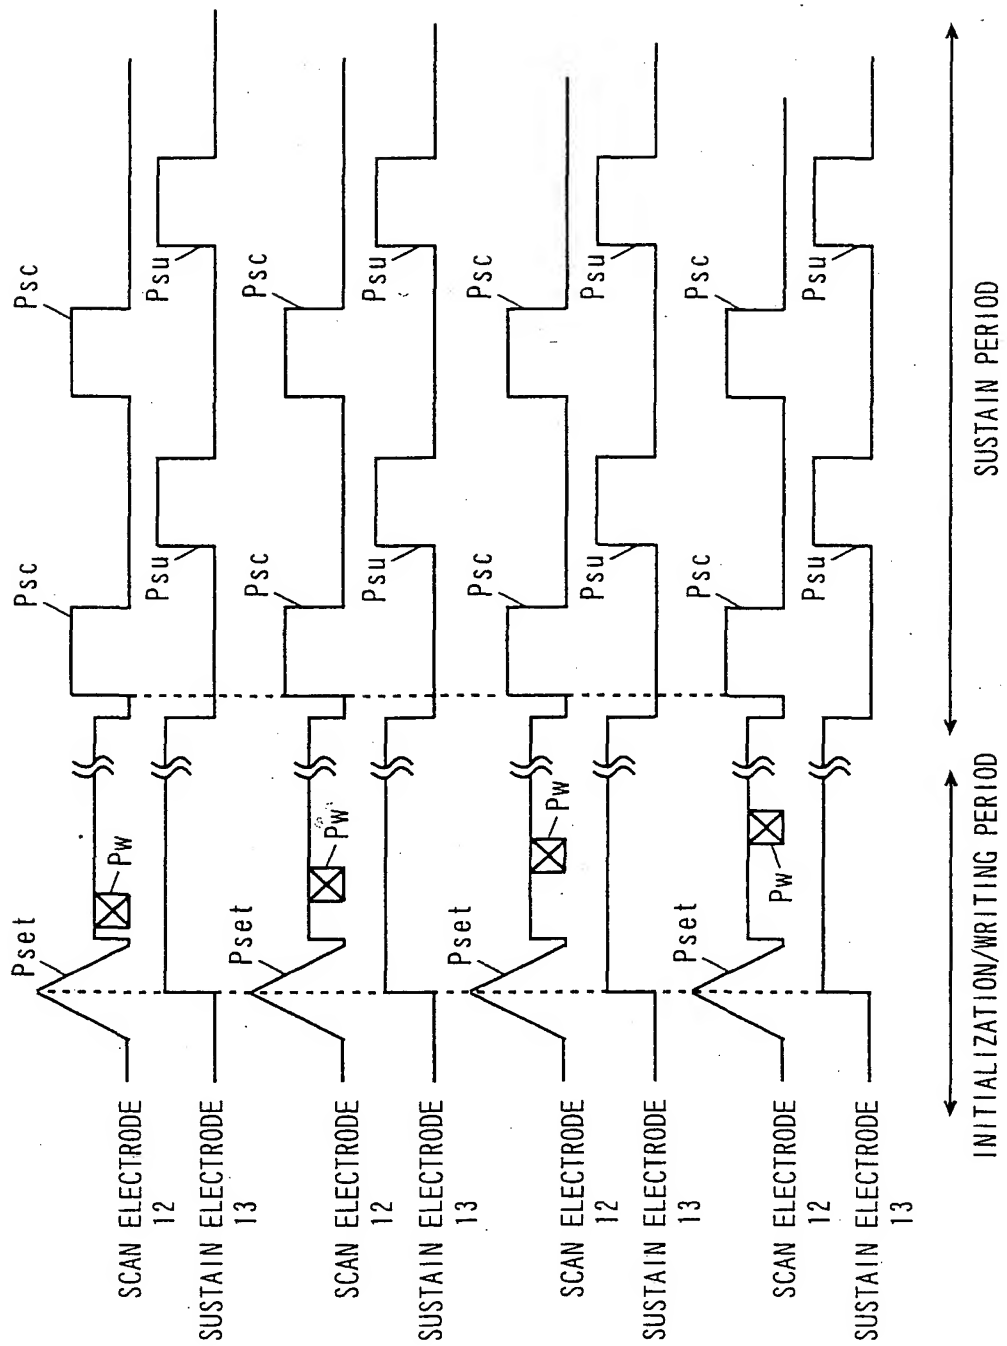 Pset
Psc
Psc
Pw
SCAN ELECTRODE
12
Psu
Psu
SUSTAIN ELECTRODE
13
Pset
Psc
Psc
Pw
SCAN ELECTRODE
12
Psu
Psu
SUSTAIN ELECTRODE
13
Pset
Psc
Psc
Pw
SCAN ELECTRODE
12
Psu
Psu
SUSTAIN ELECTRODE
13
Pset
Psc
Psc
Pw
SCAN ELECTRODE
12
Psu
Psu
SUSTAIN ELECTRODE
13
INITIALIZATION/WRITING PERIOD
SUSTAIN PERIOD